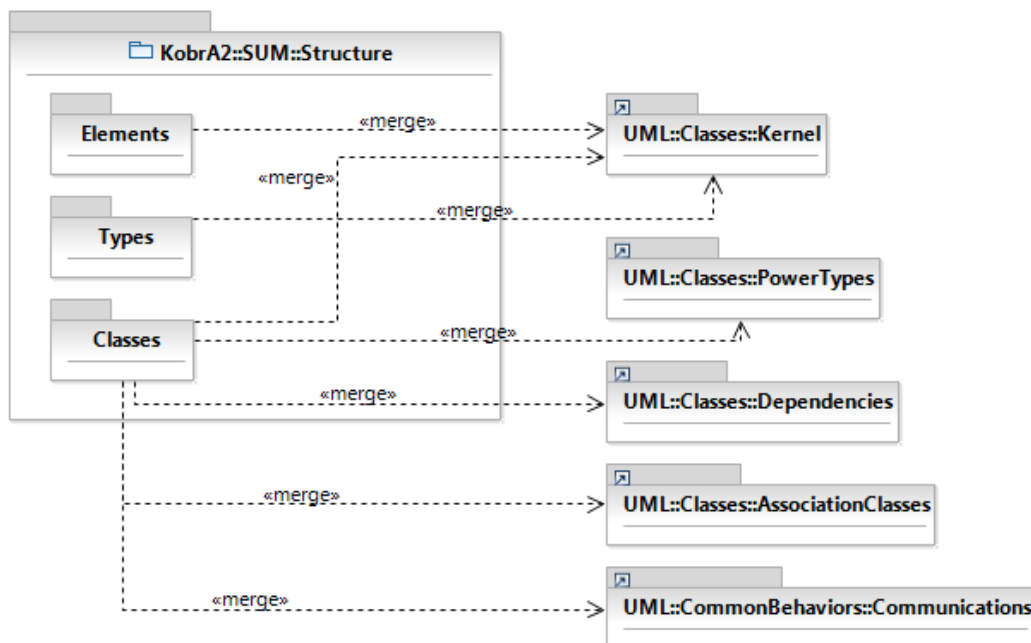 KobrA2::SUM::Structure
Elements
«merge»
UML::Classes::Kernel
«merge»
Types
«merge»
UML::Classes::PowerTypes
Classes
«merge»
UML::Classes::Dependencies
«merge»
UML::Classes::AssociationClasses
«merge»
UML::CommonBehaviors::Communications
«merge»